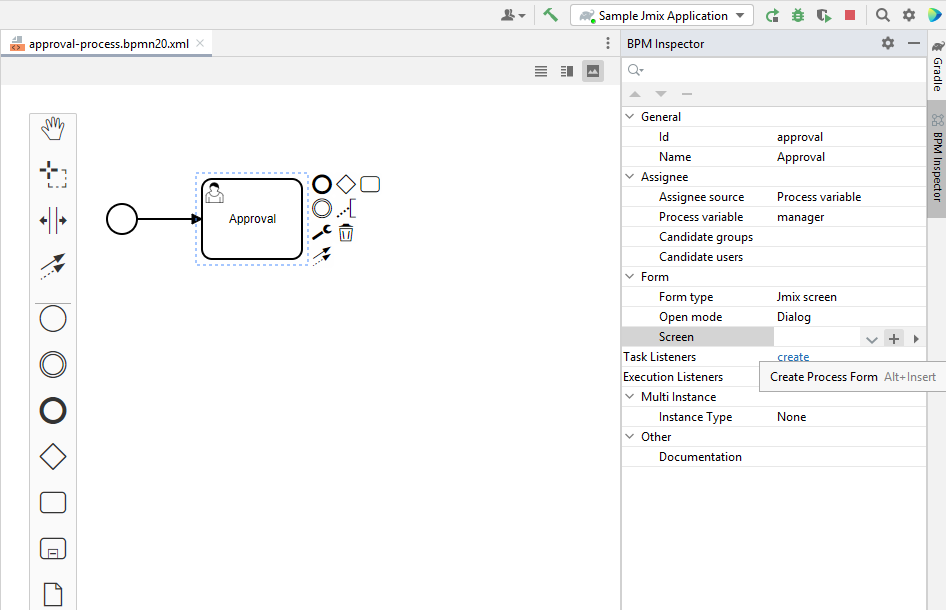 Sample Jmix Application
approval-process.bpmn20.xml
BPM Inspector
Gradle
BPM Inspector
General
Id approval
Name Approval
Assignee
Assignee source Process variable
Process variable manager
Candidate groups
Candidate users
Form
Form type Jmix screen
Open mode Dialog
Screen
Task Listeners create
Execution Listeners
Create Process Form Alt+Insert
Multi Instance
Instance Type None
Other
Documentation
Approval